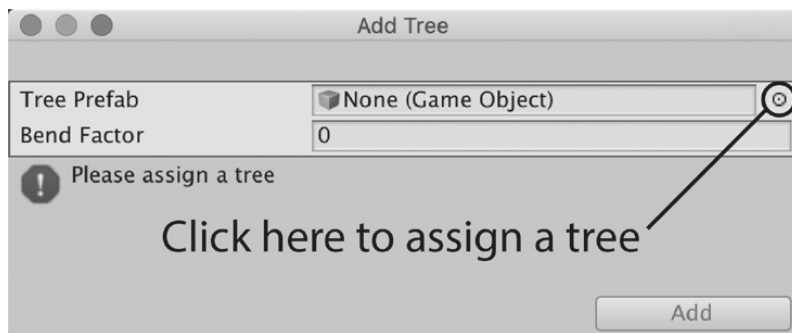 Add Tree
Tree Prefab None (Game Object)
Bend Factor 0
Please assign a tree
Click here to assign a tree
Add